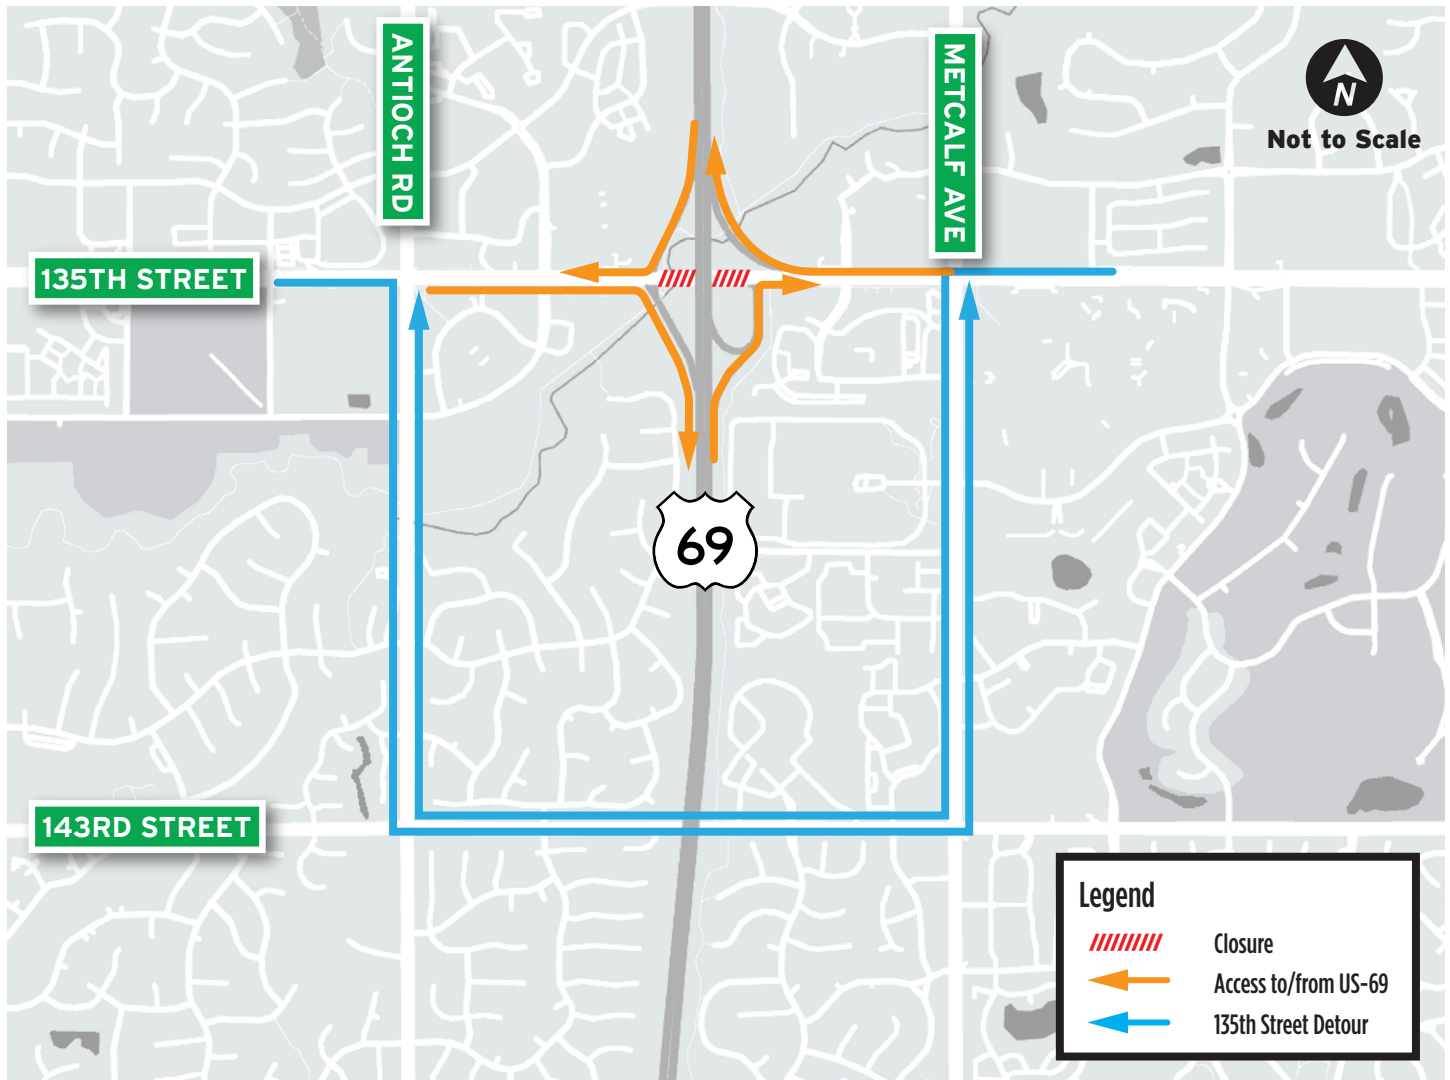 ANTIOCH RD
METCALF AVE
N
Not to Scale
135TH STREET
69
143RD STREET
Legend
Closure
Access to/from US-69
135th Street Detour